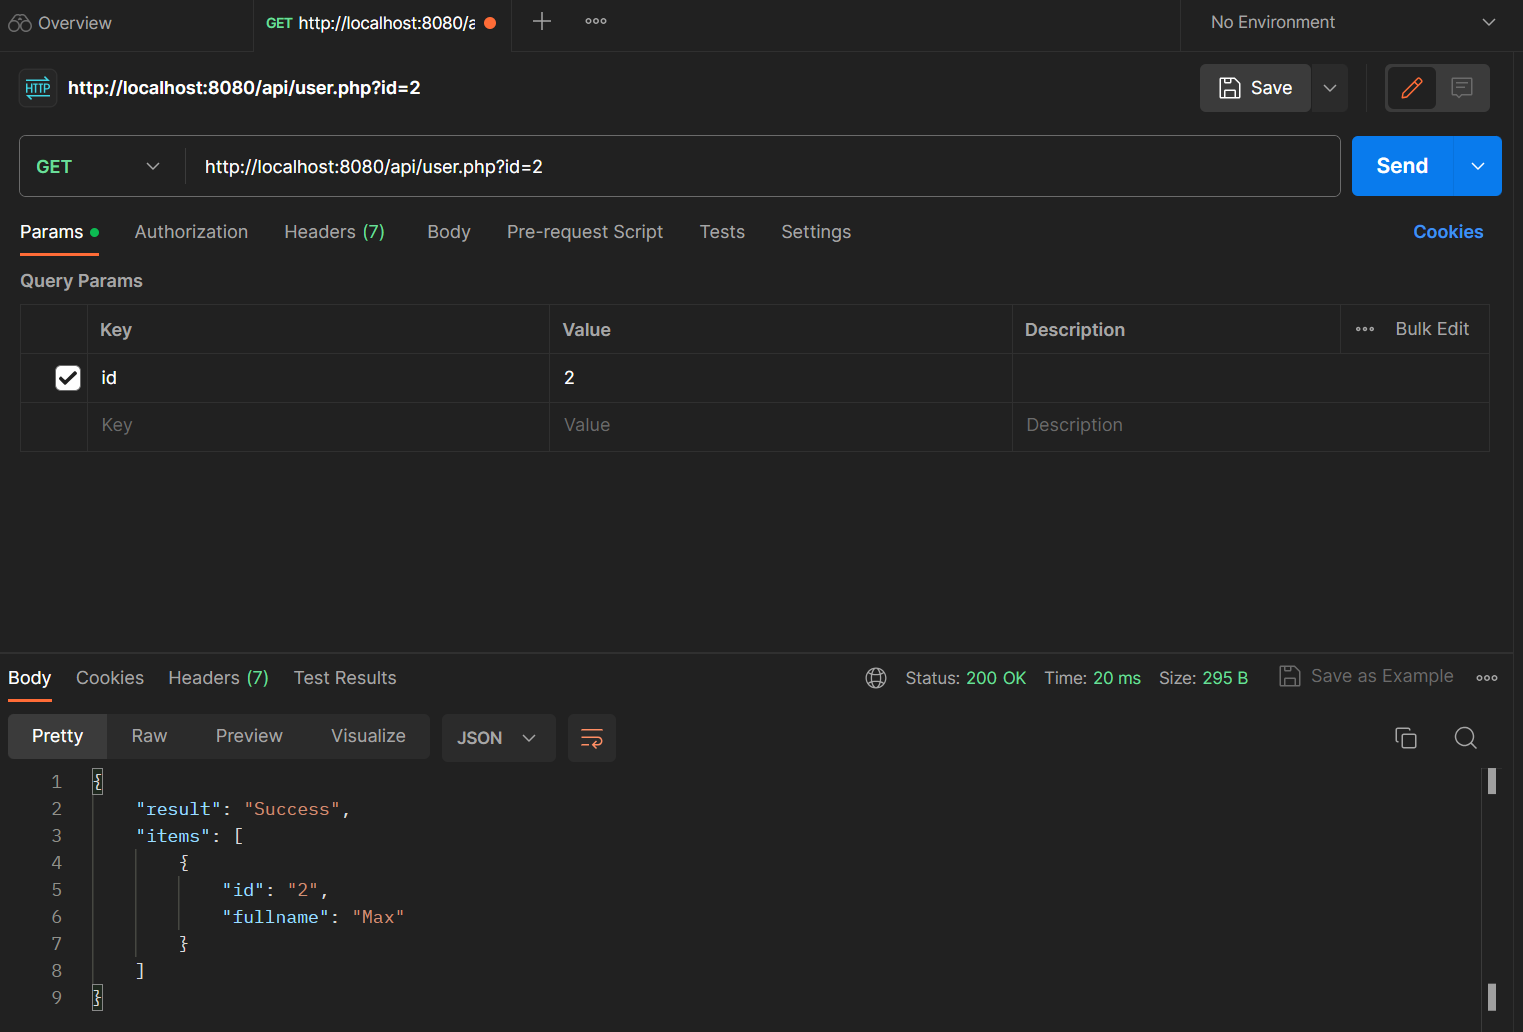 Overview GET http://localhost:8080/a No Environment
HTTP http://localhost:8080/api/user.php?id=2 Save
GET http://localhost:8080/api/user.php?id=2 Send
Params Authorization Headers (7) Body Pre-request Script Tests Settings Cookies
Query Params
Key Value Description Bulk Edit
id 2
Key Value Description
Body Cookies Headers (7) Test Results Status: 200 OK Time: 20 ms Size: 295 B Save as Example
Pretty Raw Preview Visualize JSON
1 {
2 "result": "Success",
3 "items": [
4 {
5 "id": "2",
6 "fullname": "Max"
7 }
8 ]
9 }